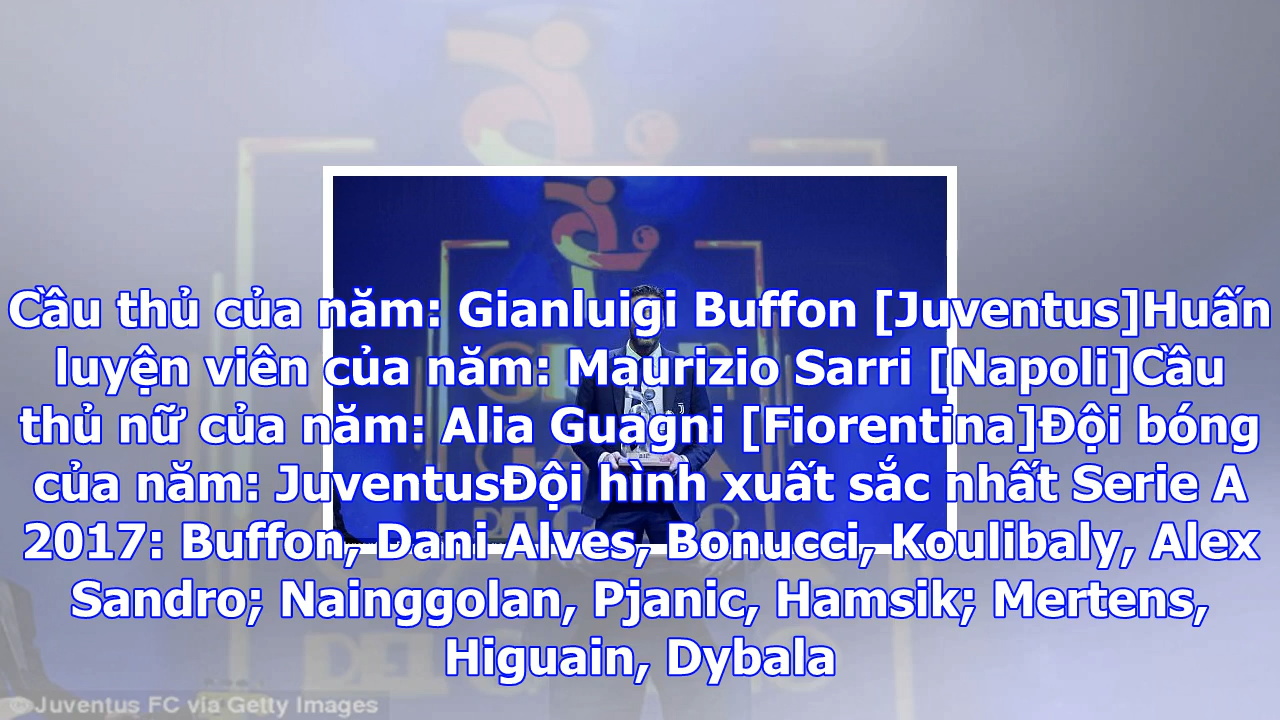 Cầu thủ của năm: Gianluigi Buffon [Juventus]Huấn
luyện viên của năm: Maurizio Sarri [Napoli]Cầu
thủ nữ của năm: Alia Guagni [Fiorentina]Đội bóng
của năm: JuventusĐội hình xuất sắc nhất Serie A
2017: Buffon, Dani Alves, Bonucci, Koulibaly, Alex
Sandro; Nainggolan, Pjanic, Hamsik; Mertens,
Higuain, Dybala
© Juventus FC via Getty Images